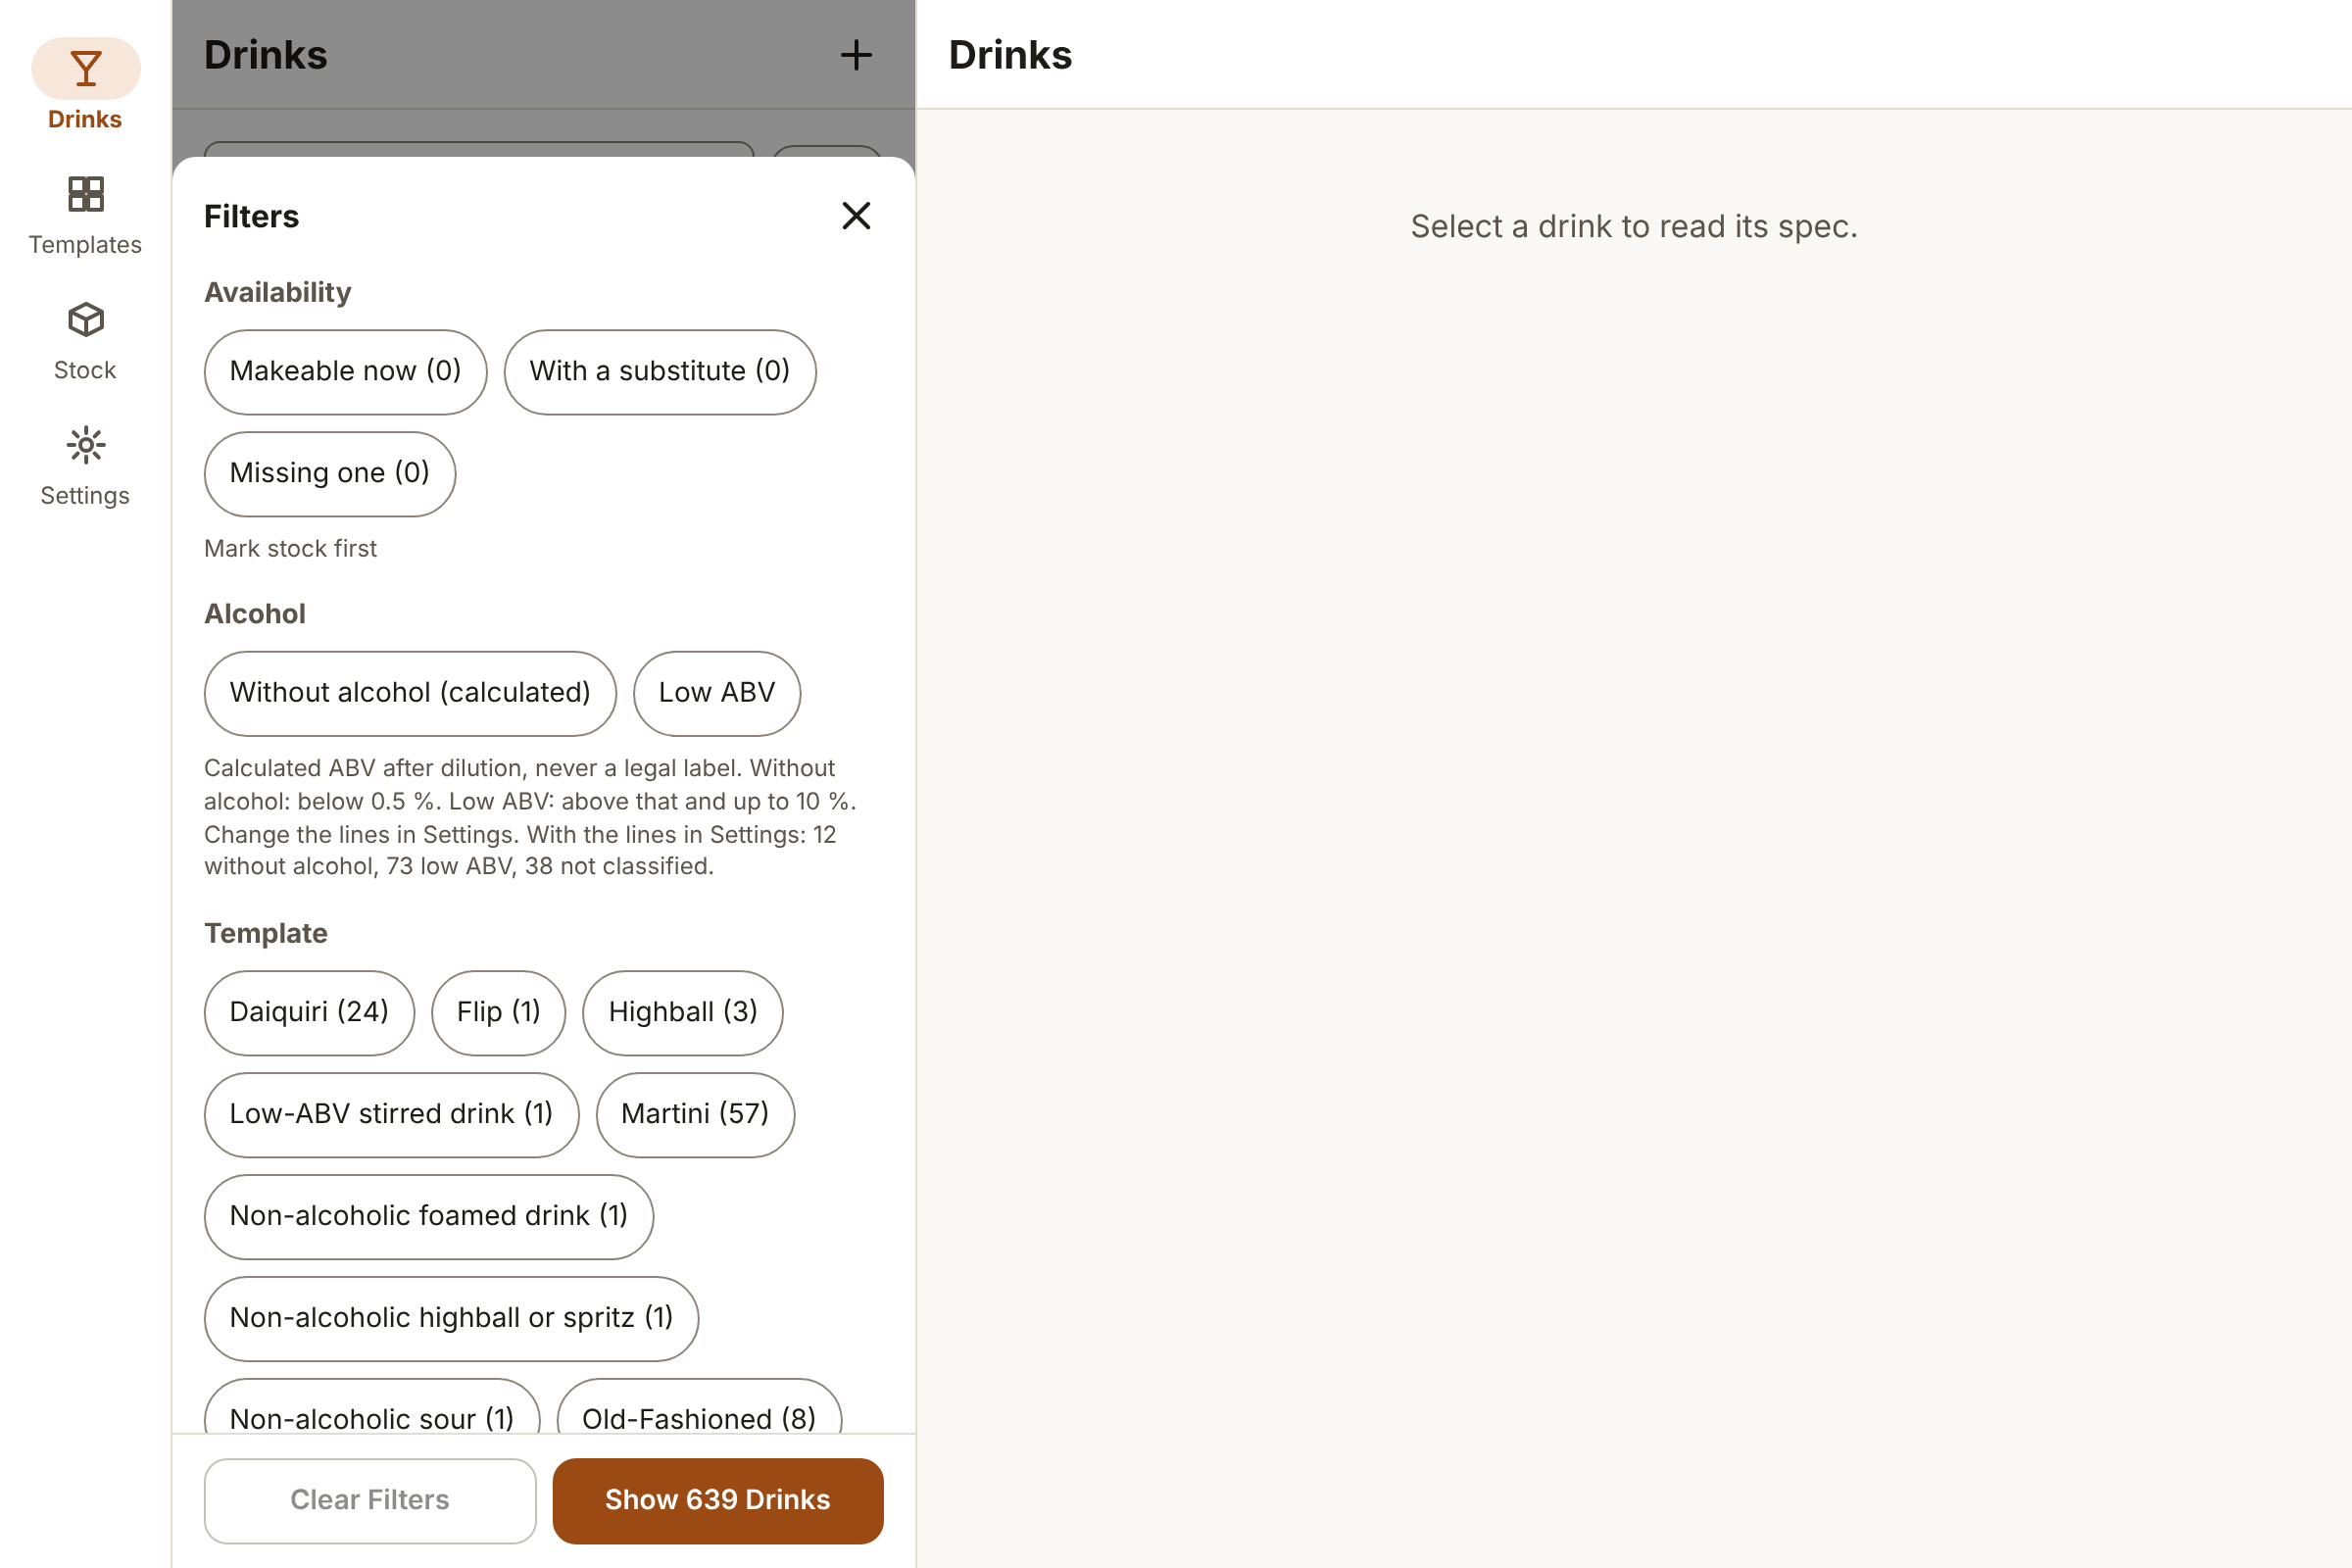 Drinks
Templates
Stock
Settings
Drinks
Filters
Availability
Makeable now (0)
With a substitute (0)
Missing one (0)
Mark stock first
Alcohol
Without alcohol (calculated)
Low ABV
Calculated ABV after dilution, never a legal label. Without
alcohol: below 0.5 %. Low ABV: above that and up to 10 %.
Change the lines in Settings. With the lines in Settings: 12
without alcohol, 73 low ABV, 38 not classified.
Template
Daiquiri (24)
Flip (1)
Highball (3)
Low-ABV stirred drink (1)
Martini (57)
Non-alcoholic foamed drink (1)
Non-alcoholic highball or spritz (1)
Non-alcoholic sour (1)
Old-Fashioned (8)
Clear Filters
Show 639 Drinks
Drinks
Select a drink to read its spec.